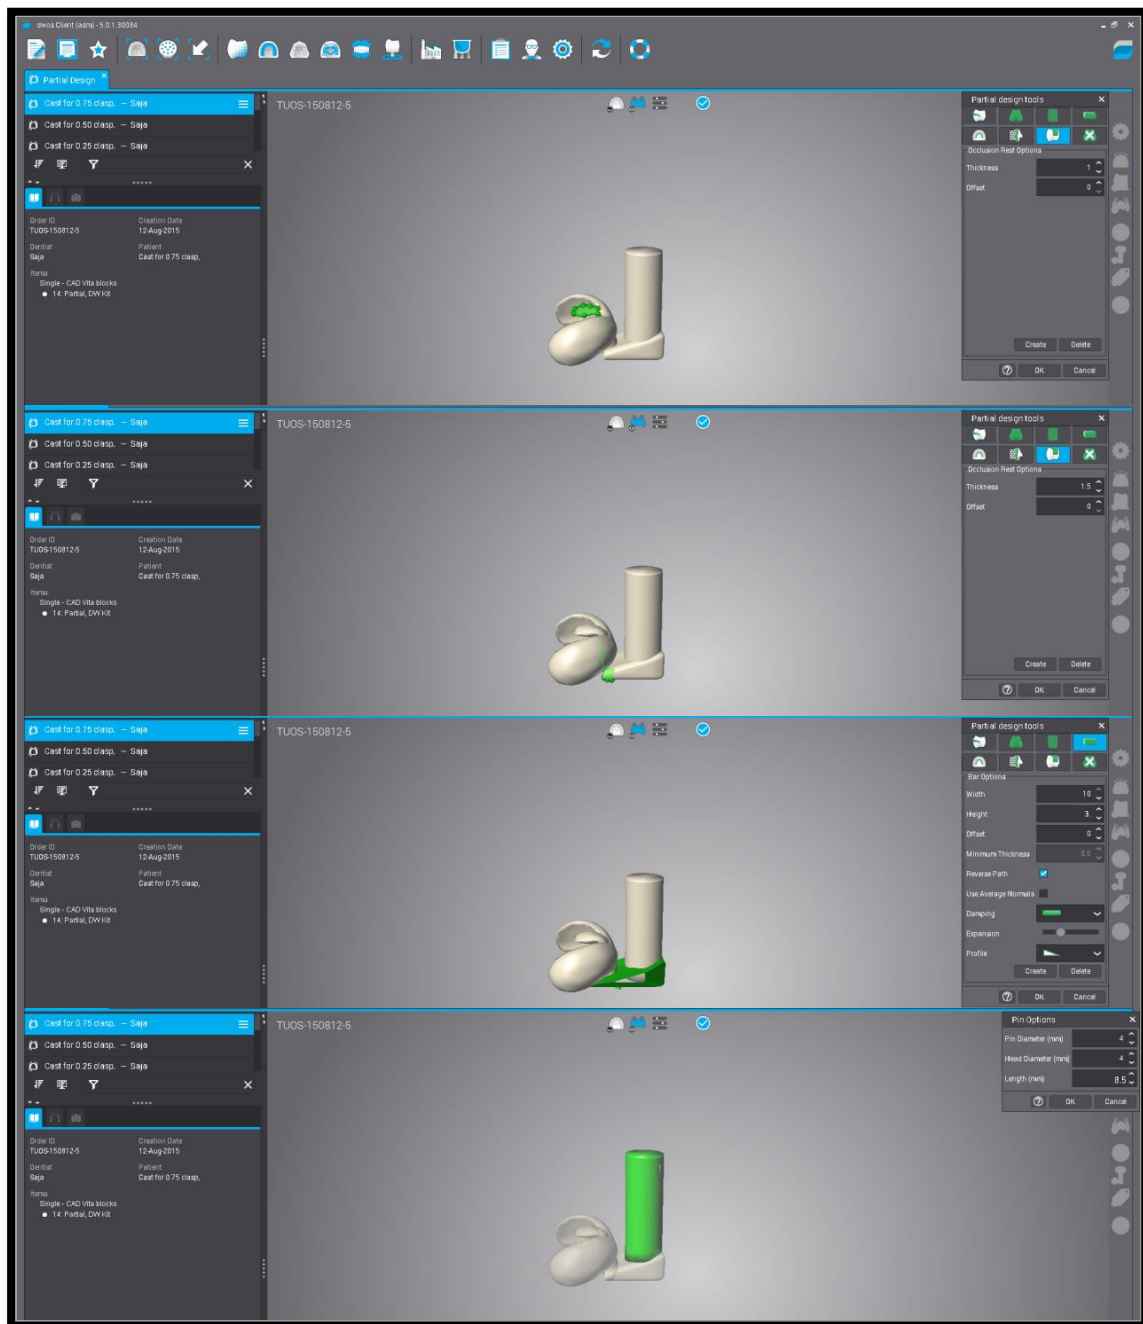 dwos Client (adm) - 5.0.1.30084
Partial Design
Cast for 0.75 clasp, — Saja
Cast for 0.50 clasp, — Saja
Cast for 0.25 clasp, — Saja
Order ID Creation Date
TUOS-150812-5 12-Aug-2015
Dentist Patient
Saja Cast for 0.75 clasp,
Items
Single - CAD Vita blocks
14: Partial, DW Kit
TUOS-150812-5
Partial design tools
Occlusion Rest Options
Thickness 1
Offset 0
Create Delete
OK Cancel
Cast for 0.75 clasp, — Saja
Cast for 0.50 clasp, — Saja
Cast for 0.25 clasp, — Saja
Order ID Creation Date
TUOS-150812-5 12-Aug-2015
Dentist Patient
Saja Cast for 0.75 clasp,
Items
Single - CAD Vita blocks
14: Partial, DW Kit
TUOS-150812-5
Partial design tools
Occlusion Rest Options
Thickness 1.5
Offset 0
Create Delete
OK Cancel
Cast for 0.75 clasp, — Saja
Cast for 0.50 clasp, — Saja
Cast for 0.25 clasp, — Saja
Order ID Creation Date
TUOS-150812-5 12-Aug-2015
Dentist Patient
Saja Cast for 0.75 clasp,
Items
Single - CAD Vita blocks
14: Partial, DW Kit
TUOS-150812-5
Partial design tools
Bar Options
Width 10
Height 3.
Offset 0
Minimum Thickness 0.5
Reverse Path
Use Average Normals
Damping
Expansion
Profile
Create Delete
OK Cancel
Cast for 0.75 clasp, — Saja
Cast for 0.50 clasp, — Saja
Cast for 0.25 clasp, — Saja
Order ID Creation Date
TUOS-150812-5 12-Aug-2015
Dentist Patient
Saja Cast for 0.75 clasp,
Items
Single - CAD Vita blocks
14: Partial, DW Kit
TUOS-150812-5
Pin Options
Pin Diameter (mm) 4
Head Diameter (mm) 4
Length (mm) 8.5
OK Cancel